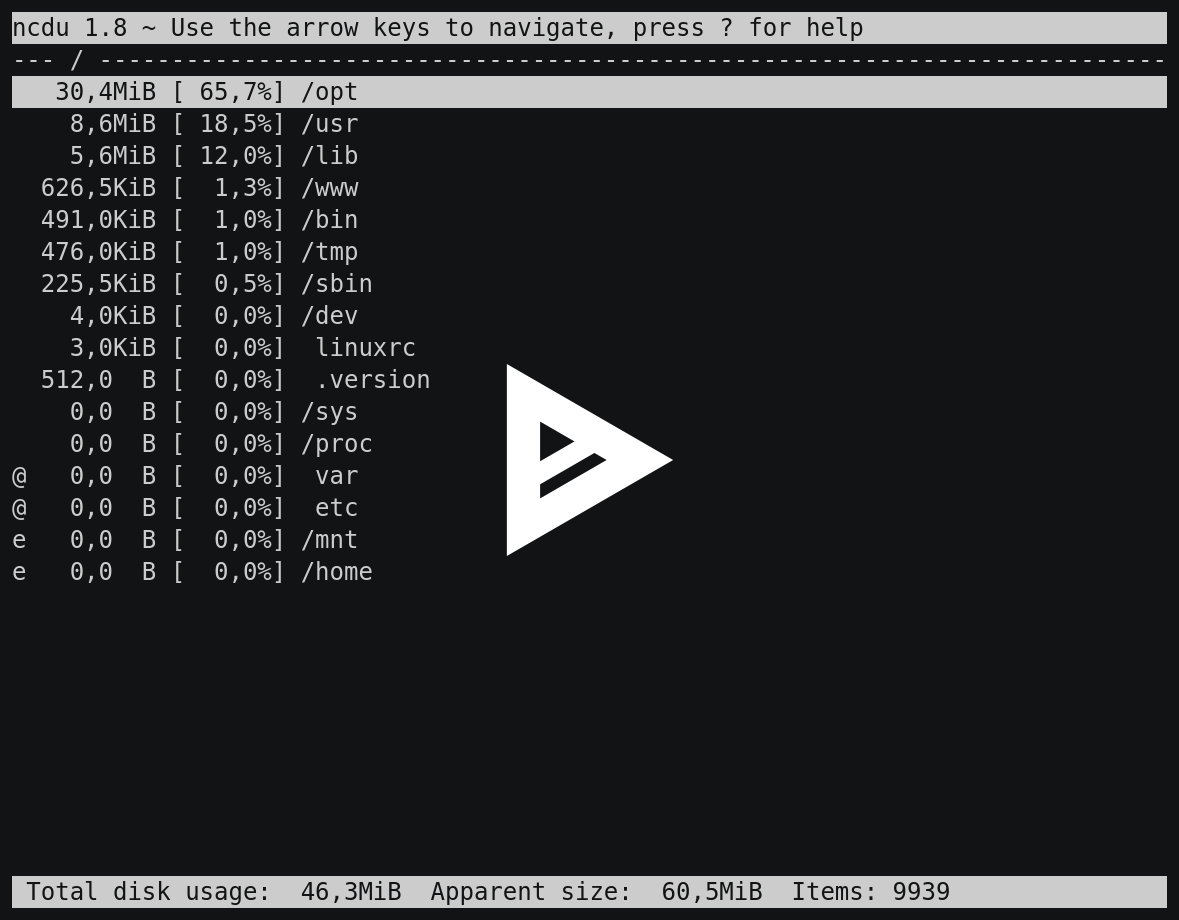 ncdu 1.8 ~ Use the arrow keys to navigate, press ? for help
--- / --------------------------------------------------------------------------
   30,4MiB [ 65,7%] /opt
    8,6MiB [ 18,5%] /usr
    5,6MiB [ 12,0%] /lib
  626,5KiB [  1,3%] /www
  491,0KiB [  1,0%] /bin
  476,0KiB [  1,0%] /tmp
  225,5KiB [  0,5%] /sbin
    4,0KiB [  0,0%] /dev
    3,0KiB [  0,0%]  linuxrc
  512,0  B [  0,0%]  .version
    0,0  B [  0,0%] /sys
    0,0  B [  0,0%] /proc
@   0,0  B [  0,0%]  var
@   0,0  B [  0,0%]  etc
e   0,0  B [  0,0%] /mnt
e   0,0  B [  0,0%] /home
 Total disk usage:  46,3MiB  Apparent size:  60,5MiB  Items: 9939